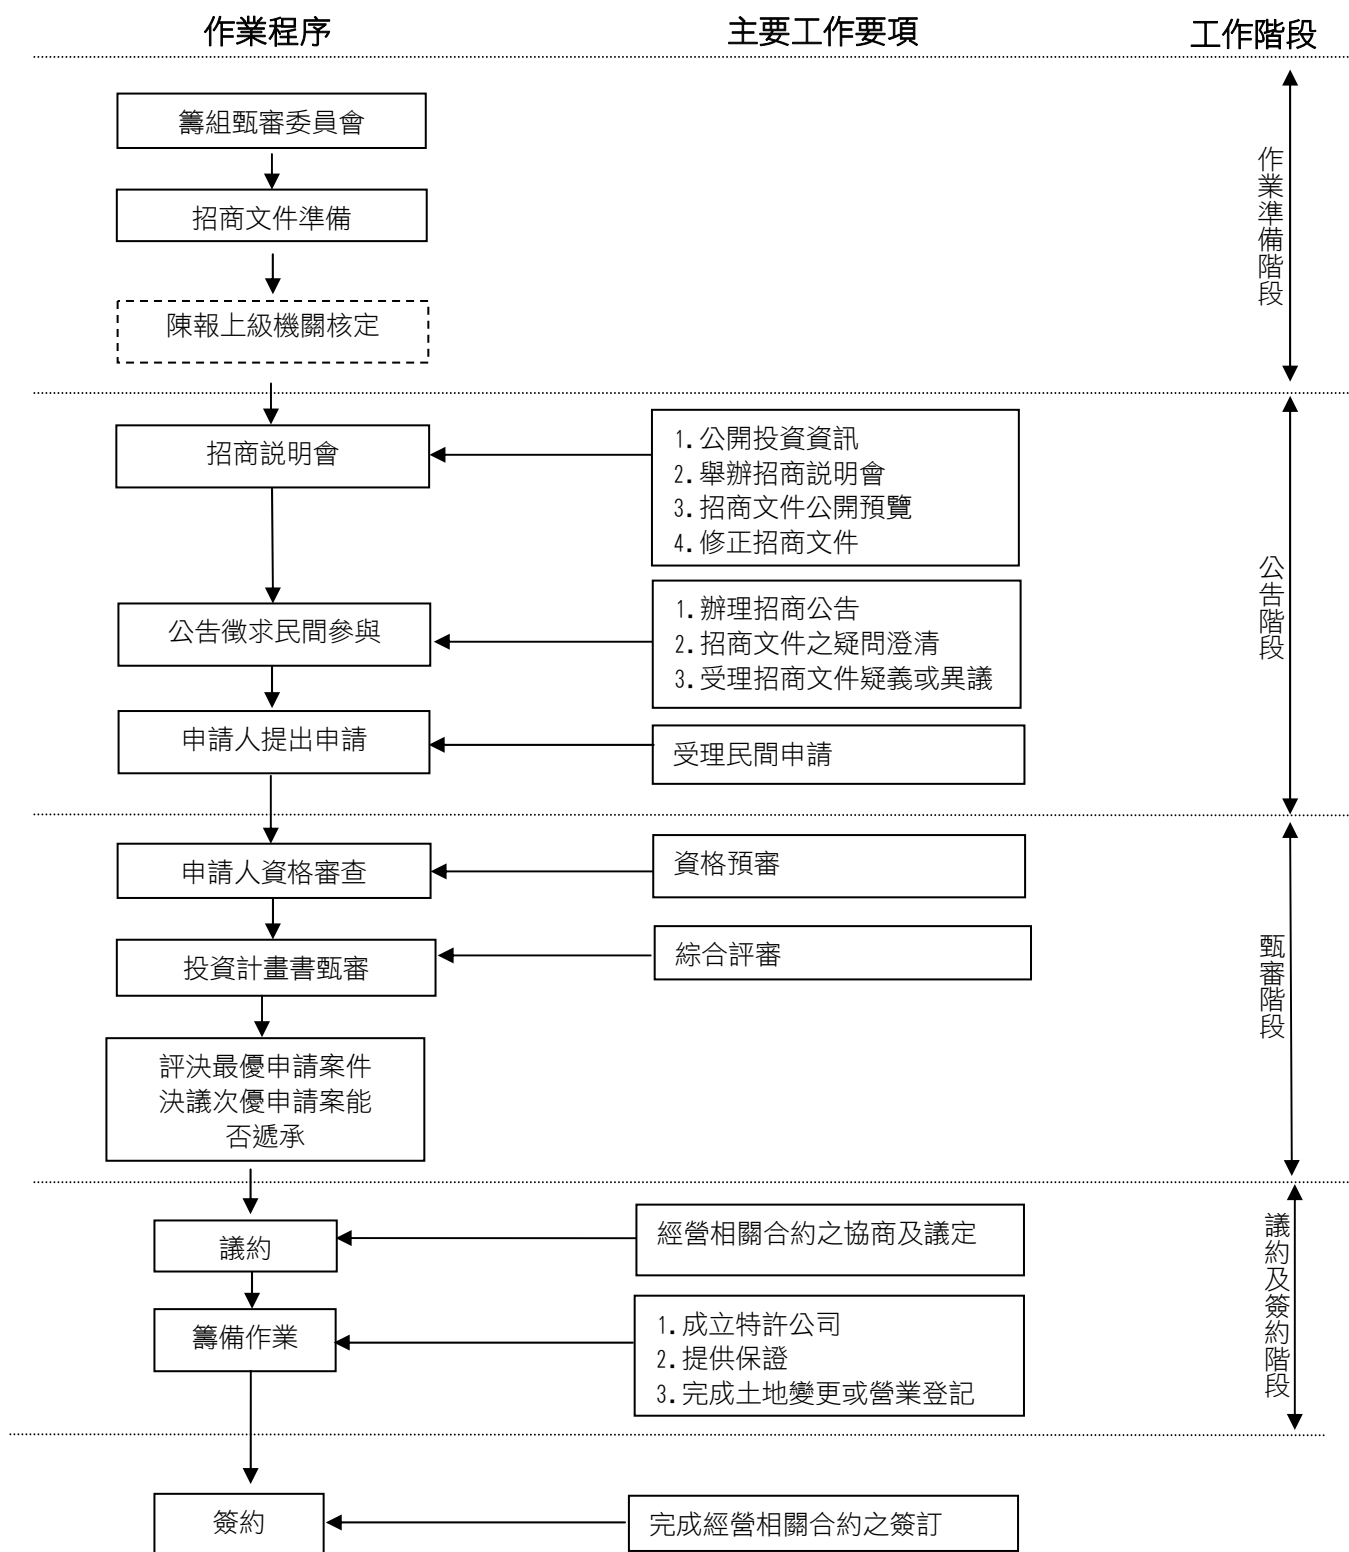 作業程序
主要工作要項
工作階段
籌組甄審委員會
招商文件準備
陳報上級機關核定
作業準備階段
招商說明會
1.公開投資資訊
2.舉辦招商說明會
3.招商文件公開預覽
4.修正招商文件
公告徵求民間參與
1.辦理招商公告
2.招商文件之疑問澄清
3.受理招商文件疑義或異議
申請人提出申請
受理民間申請
公告階段
申請人資格審查
資格預審
投資計畫書甄審
綜合評審
評決最優申請案件
決議次優申請案能
否遞承
甄審階段
議約
經營相關合約之協商及議定
籌備作業
1.成立特許公司
2.提供保證
3.完成土地變更或營業登記
議約及簽約階段
簽約
完成經營相關合約之簽訂